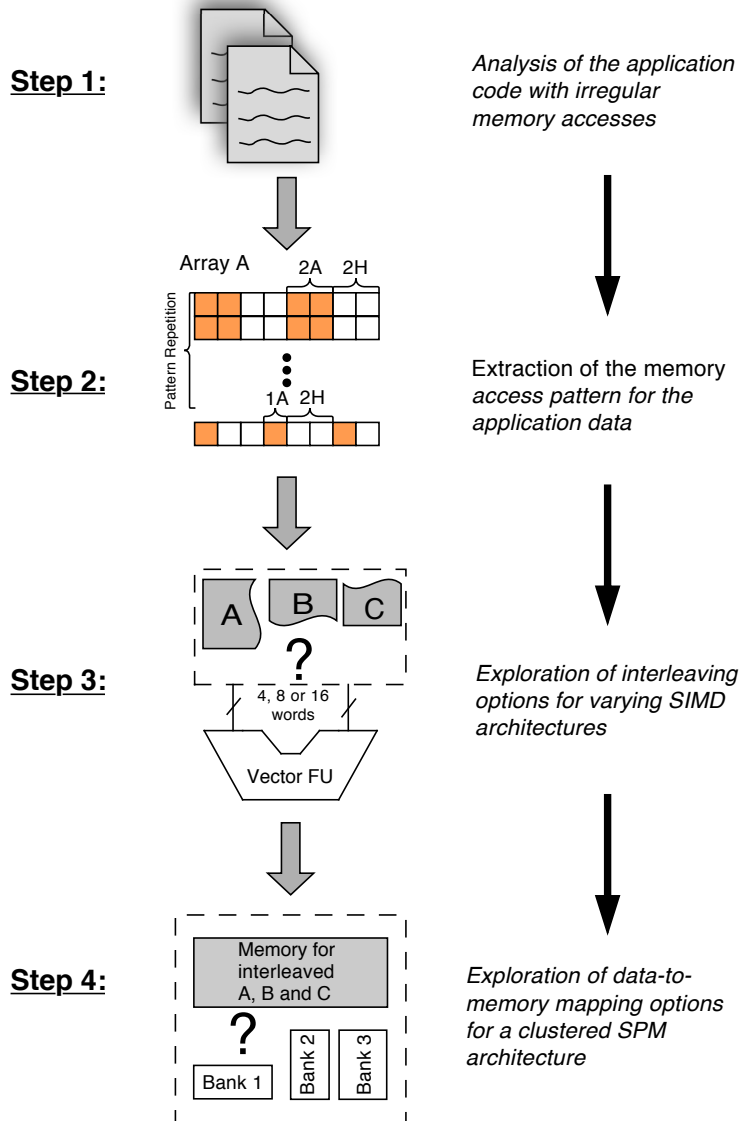 Step 1:
Analysis of the application
code with irregular
memory accesses
Array A
2A
2H
Pattern Repetition
1A
2H
Step 2:
Extraction of the memory
access pattern for the
application data
A
B
C
?
Step 3:
4, 8 or 16
words
Vector FU
Exploration of interleaving
options for varying SIMD
architectures
Step 4:
Memory for
interleaved
A, B and C
?
Bank 1
Bank 2
Bank 3
Exploration of data-to-
memory mapping options
for a clustered SPM
architecture